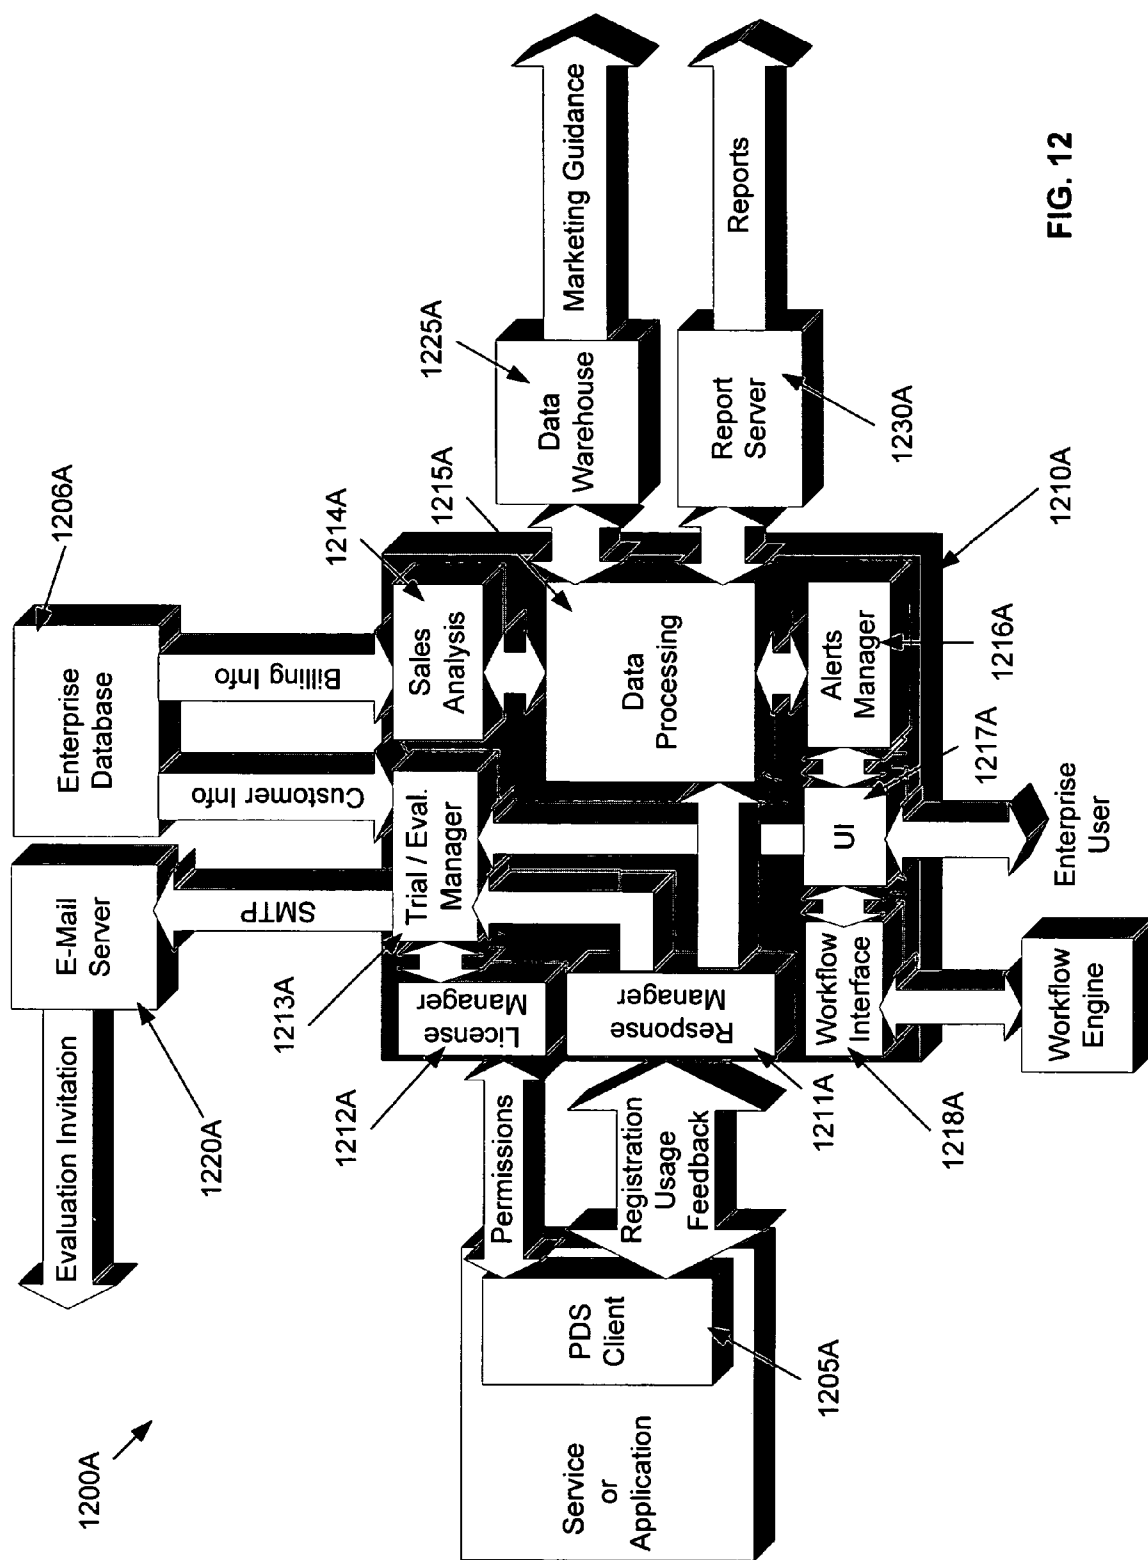 1200A
Evaluation Invitation
E-Mail
Server
1220A
SMTP
Enterprise
Database
1206A
Customer Info
Billing Info
1213A
Trial / Eval.
Manager
1214A
Sales
Analysis
1215A
1212A
License
Manager
Permissions
Service
or
Application
PDS
Client
1205A
Registration
Usage
Feedback
Response
Manager
1211A
Data
Processing
1225A
Data
Warehouse
Marketing Guidance
Report
Server
Reports
1230A
1218A
Workflow
Interface
UI
Alerts
Manager
1216A
1217A
1210A
Workflow
Engine
Enterprise
User
FIG. 12